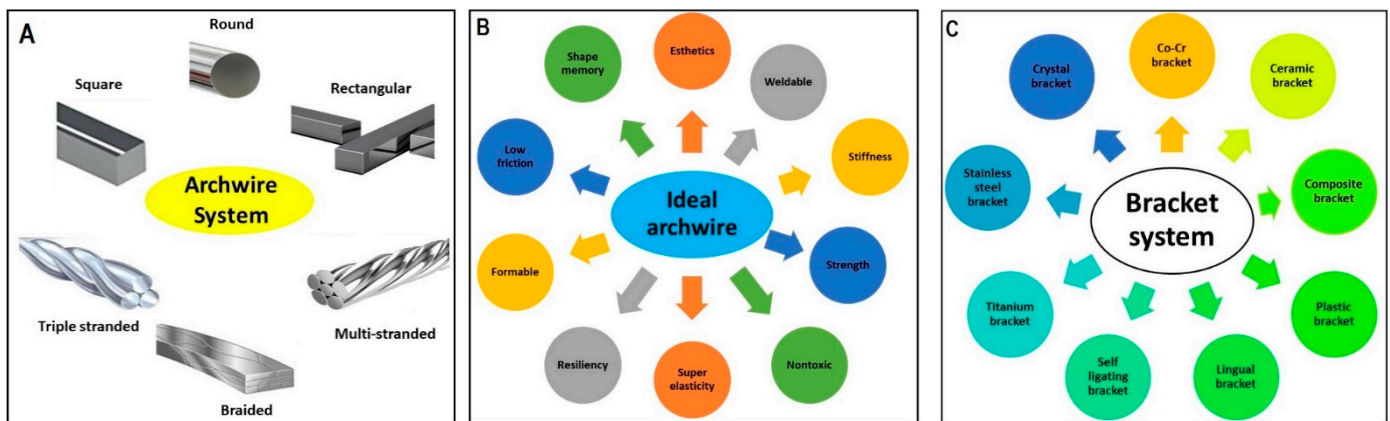 A
Round
Square
Rectangular
Archwire
System
Triple stranded
Multi-stranded
Braided
B
Esthetics
Shape
memory
Weldable
Low
friction
Stiffness
Ideal
archwire
Formable
Strength
Resiliency
Super
elasticity
Nontoxic
C
Co-Cr
bracket
Crystal
bracket
Ceramic
bracket
Stainless
steel
bracket
Composite
bracket
Bracket
system
Titanium
bracket
Plastic
bracket
Self
ligating
bracket
Lingual
bracket